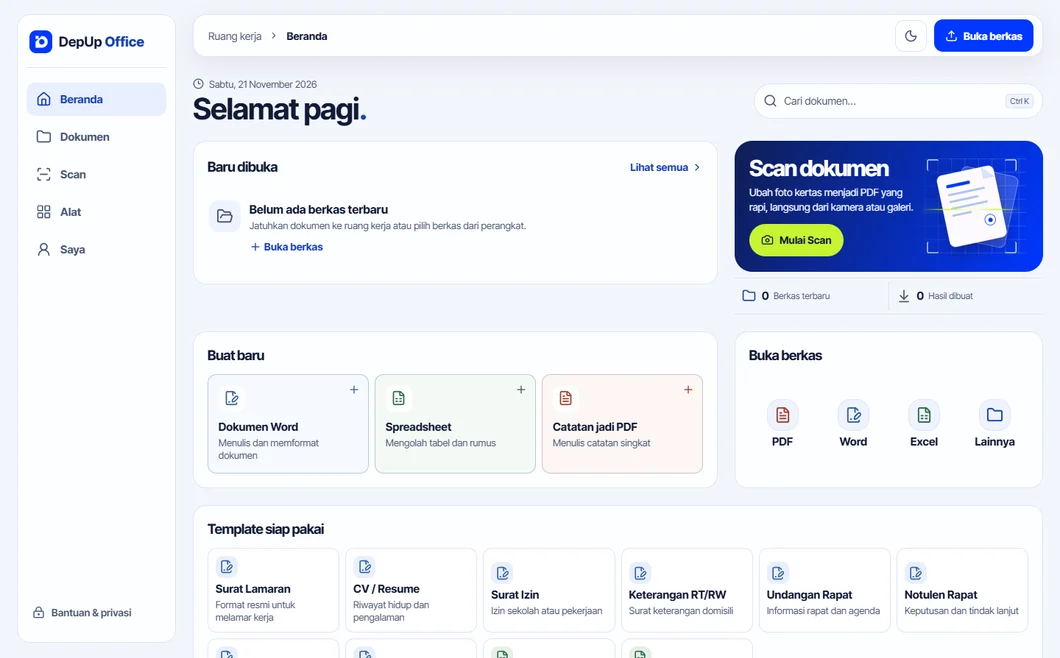 DepUp Office
Beranda
Dokumen
Scan
Alat
Saya
Bantuan & privasi
Ruang kerja > Beranda
Buka berkas
Sabtu, 21 November 2026
Selamat pagi.
Cari dokumen...
Ctrl K
Baru dibuka
Lihat semua
Belum ada berkas terbaru
Jatuhkan dokumen ke ruang kerja atau pilih berkas dari perangkat.
+ Buka berkas
Scan dokumen
Ubah foto kertas menjadi PDF yang
rapi, langsung dari kamera atau galeri.
Mulai Scan
0 Berkas terbaru
0 Hasil dibuat
Buat baru
Dokumen Word
Menulis dan memformat
dokumen
Spreadsheet
Mengolah tabel dan rumus
Catatan jadi PDF
Menulis catatan singkat
Buka berkas
PDF
Word
Excel
Lainnya
Template siap pakai
Surat Lamaran
Format resmi untuk
melamar kerja
CV / Resume
Riwayat hidup dan
pengalaman
Surat Izin
Izin sekolah atau pekerjaan
Keterangan RT/RW
Surat keterangan domisili
Undangan Rapat
Informasi rapat dan agenda
Notulen Rapat
Keputusan dan tindak lanjut